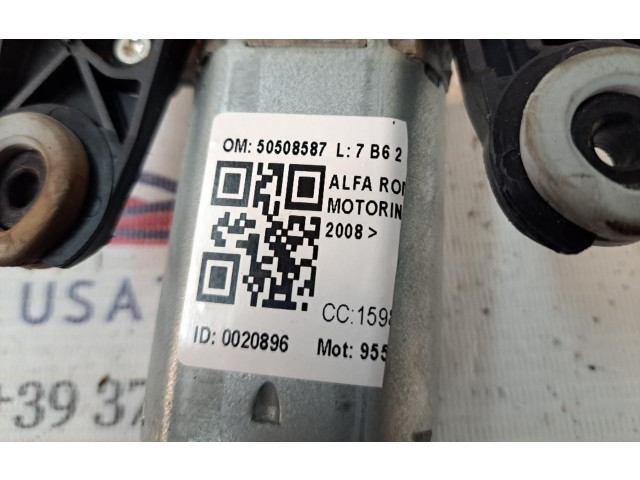 OM: 50508587 L: 7 B6 2
ALFA RO
MOTORIN
2008 >
CC:159
ID: 0020896 Mot: 955
USA
+39 37